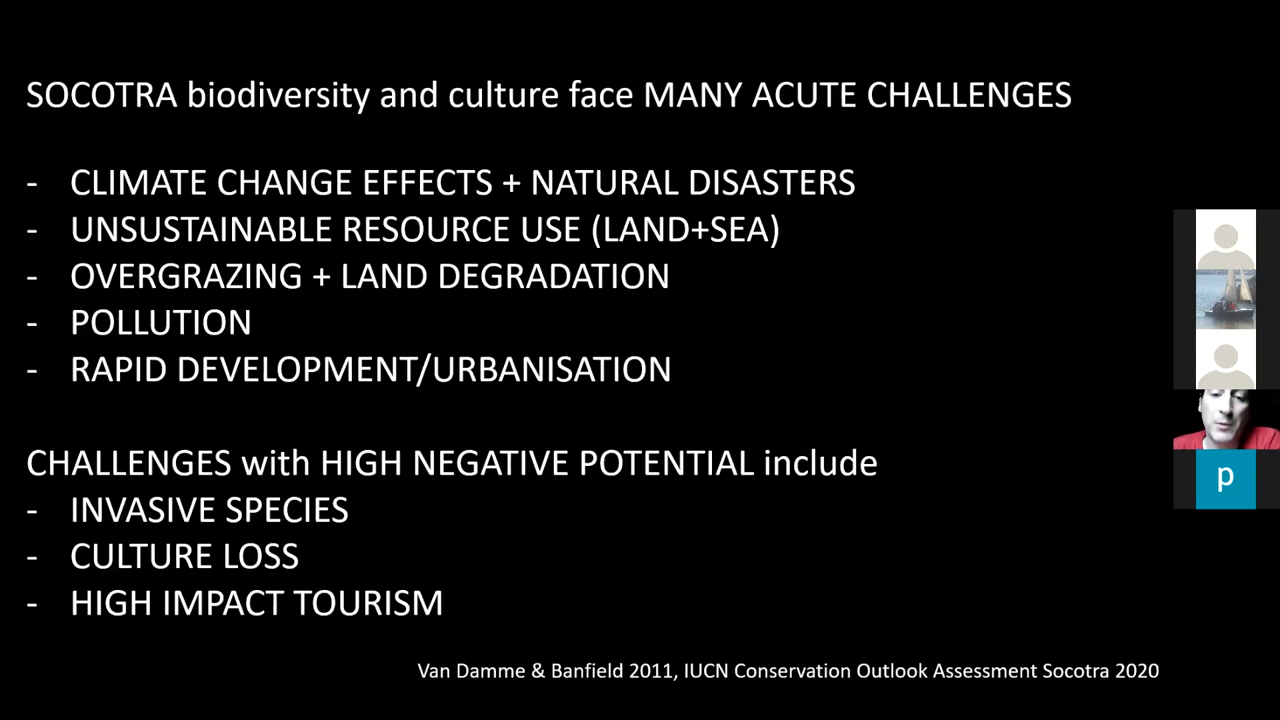 SOCOTRA biodiversity and culture face MANY ACUTE CHALLENGES
- CLIMATE CHANGE EFFECTS + NATURAL DISASTERS
- UNSUSTAINABLE RESOURCE USE (LAND+SEA)
- OVERGRAZING + LAND DEGRADATION
- POLLUTION
- RAPID DEVELOPMENT/URBANISATION
CHALLENGES with HIGH NEGATIVE POTENTIAL include
- INVASIVE SPECIES
- CULTURE LOSS
- HIGH IMPACT TOURISM
Van Damme & Banfield 2011, IUCN Conservation Outlook Assessment Socotra 2020
p